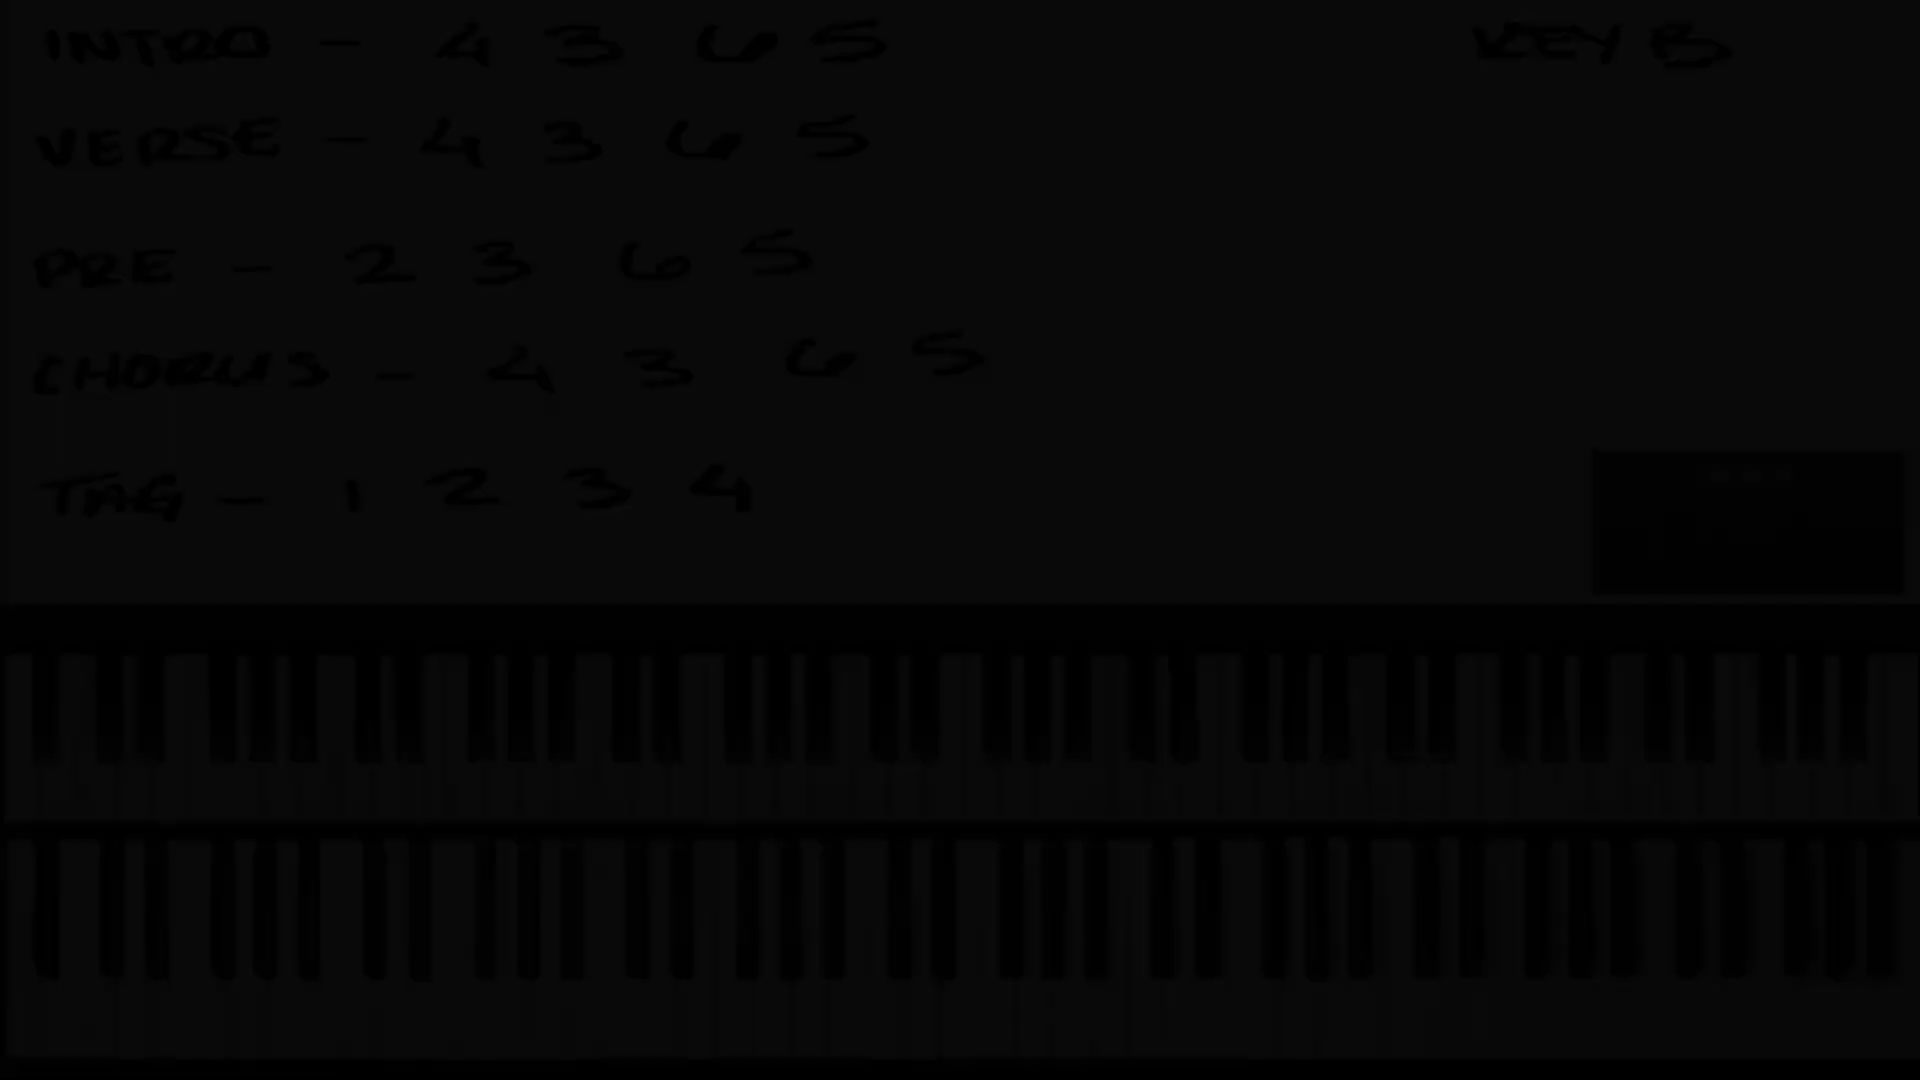 INTRO - 4 3 6 5 KEY B
VERSE - 4 3 6 5
PRE - 2 3 6 5
CHORUS - 4 3 6 5
TAG - 1 2 3 4